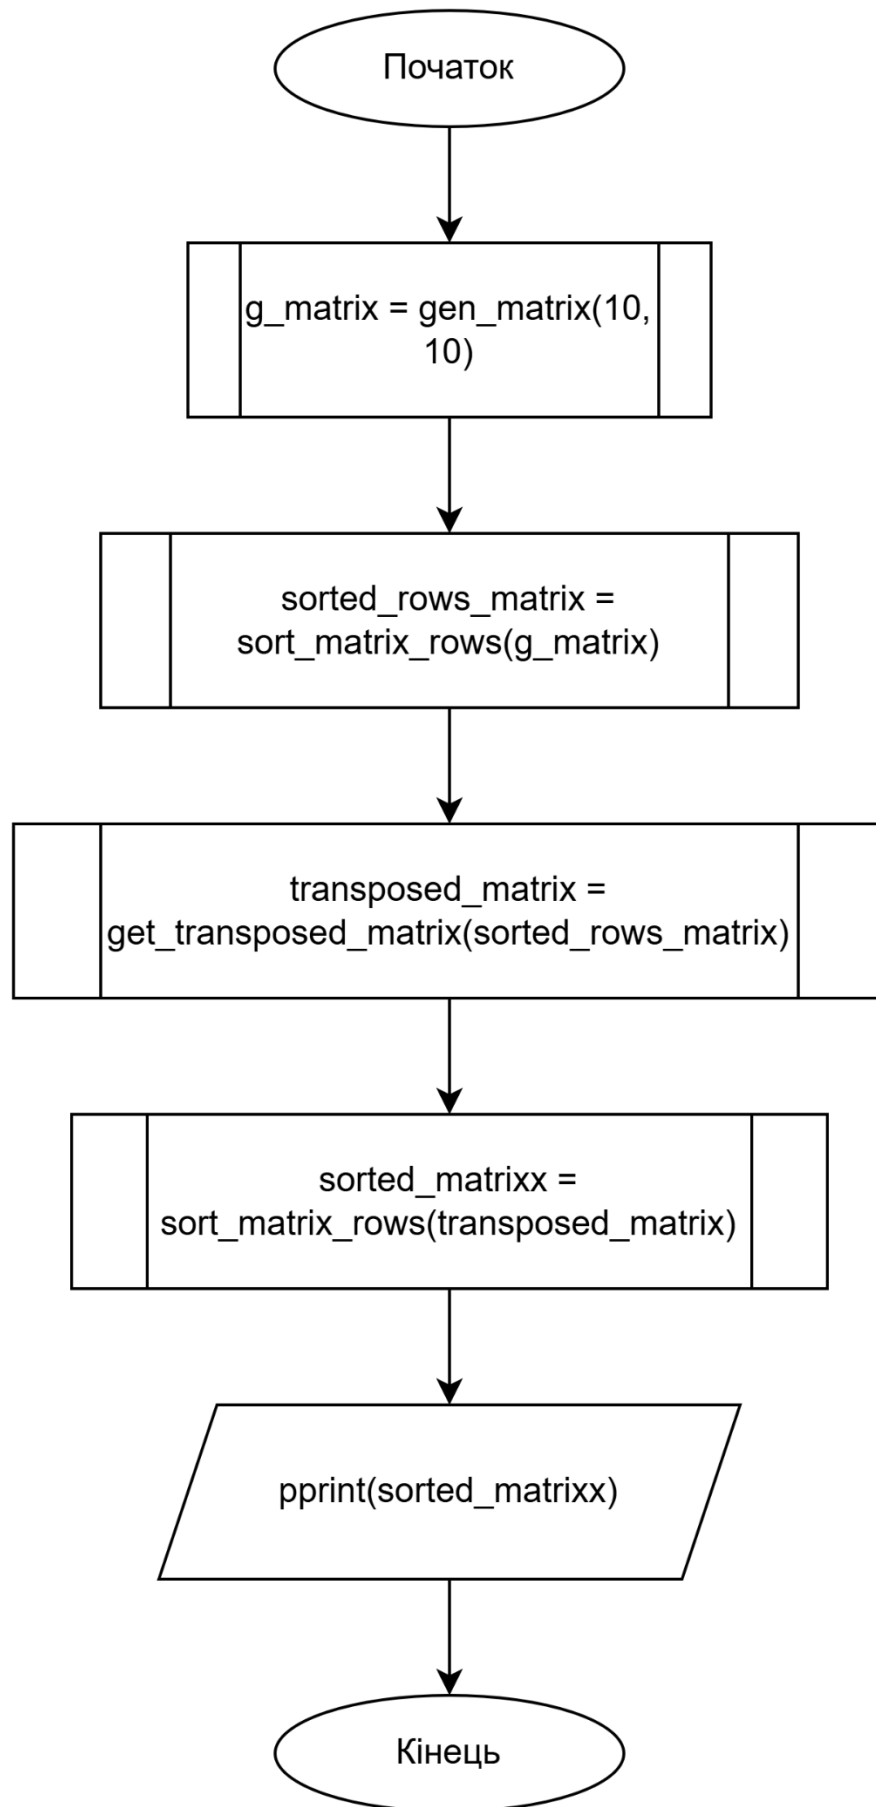 Початок
g_matrix = gen_matrix(10,
10)
sorted_rows_matrix =
sort_matrix_rows(g_matrix)
transposed_matrix =
get_transposed_matrix(sorted_rows_matrix)
sorted_matrixx =
sort_matrix_rows(transposed_matrix)
pprint(sorted_matrixx)
Кінець